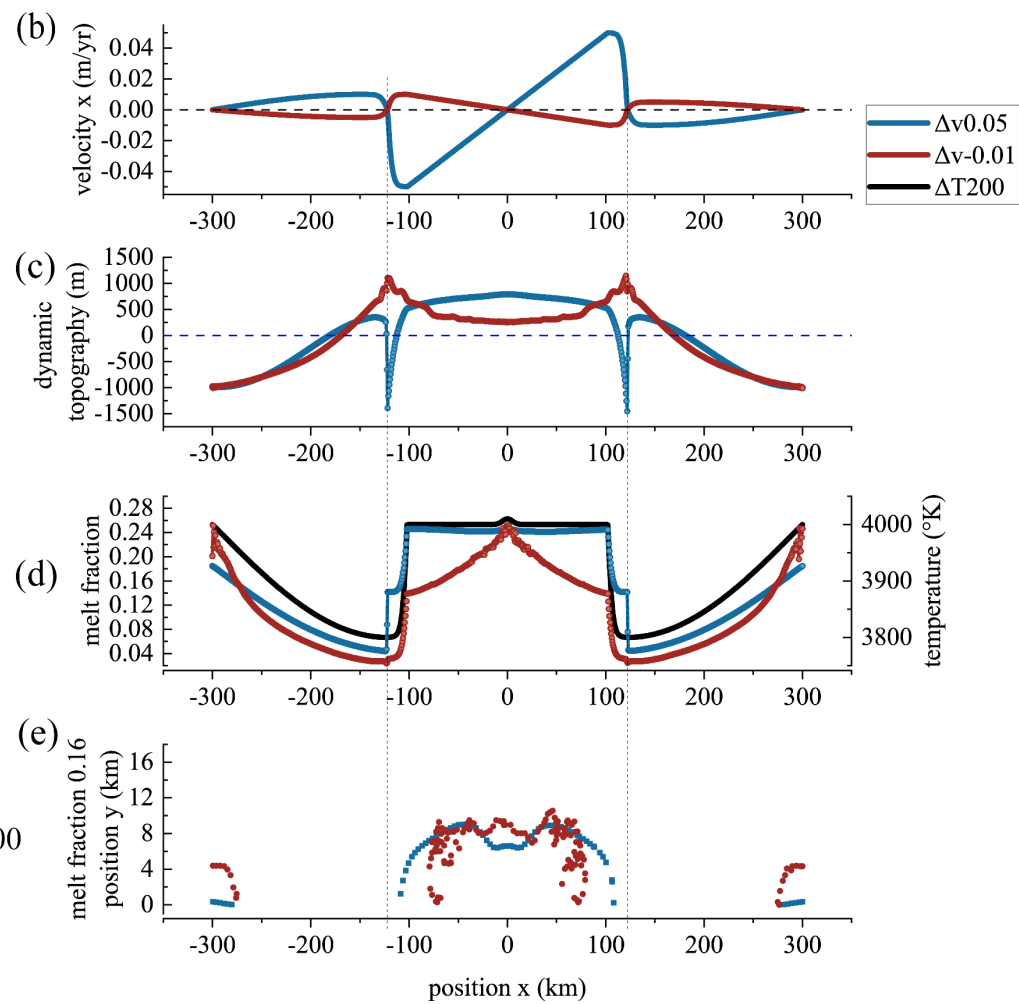 (b)
velocity x (m/yr)
0.04
0.02
0.00
-0.02
-0.04
-300 -200 -100 0 100 200 300
Δv0.05
Δv-0.01
ΔT200
(c)
dynamic
topography (m)
1500
1000
500
0
-500
-1000
-1500
-300 -200 -100 0 100 200 300
(d)
melt fraction
0.28
0.24
0.20
0.16
0.12
0.08
0.04
4000
3900
3800
temperature (°K)
-300 -200 -100 0 100 200 300
(e)
melt fraction 0.16
position y (km)
16
12
8
4
0
00
-300 -200 -100 0 100 200 300
position x (km)